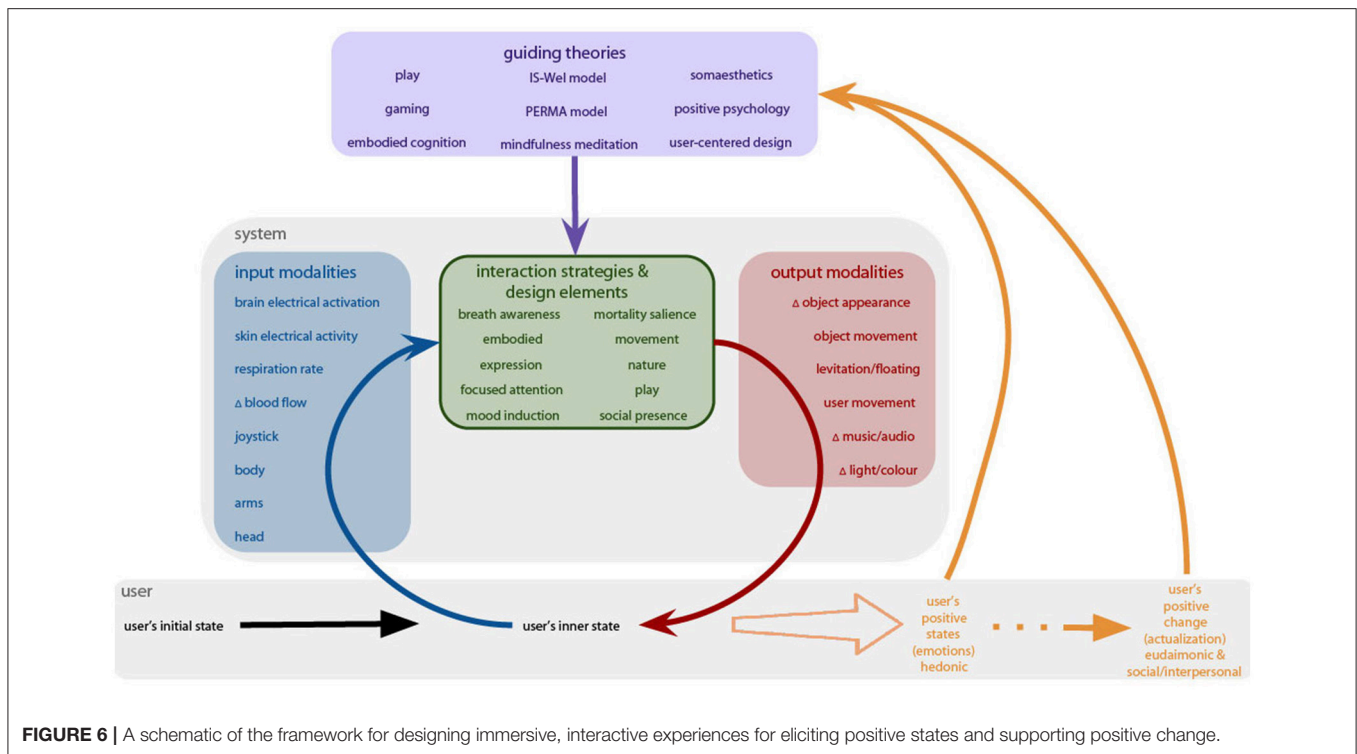 guiding theories
play
IS-Wel model
somaesthetics
gaming
PERMA model
positive psychology
embodied cognition
mindfulness meditation
user-centered design
system
input modalities
brain electrical activation
skin electrical activity
respiration rate
Δ blood flow
joystick
body
arms
head
interaction strategies &
design elements
breath awareness
mortality salience
embodied
movement
expression
nature
focused attention
play
mood induction
social presence
output modalities
Δ object appearance
object movement
levitation/floating
user movement
Δ music/audio
Δ light/colour
user
user's initial state
user's inner state
user's
positive
states
(emotions)
hedonic
user's
positive
change
(actualization)
eudaimonic &
social/interpersonal
FIGURE 6 | A schematic of the framework for designing immersive, interactive experiences for eliciting positive states and supporting positive change.